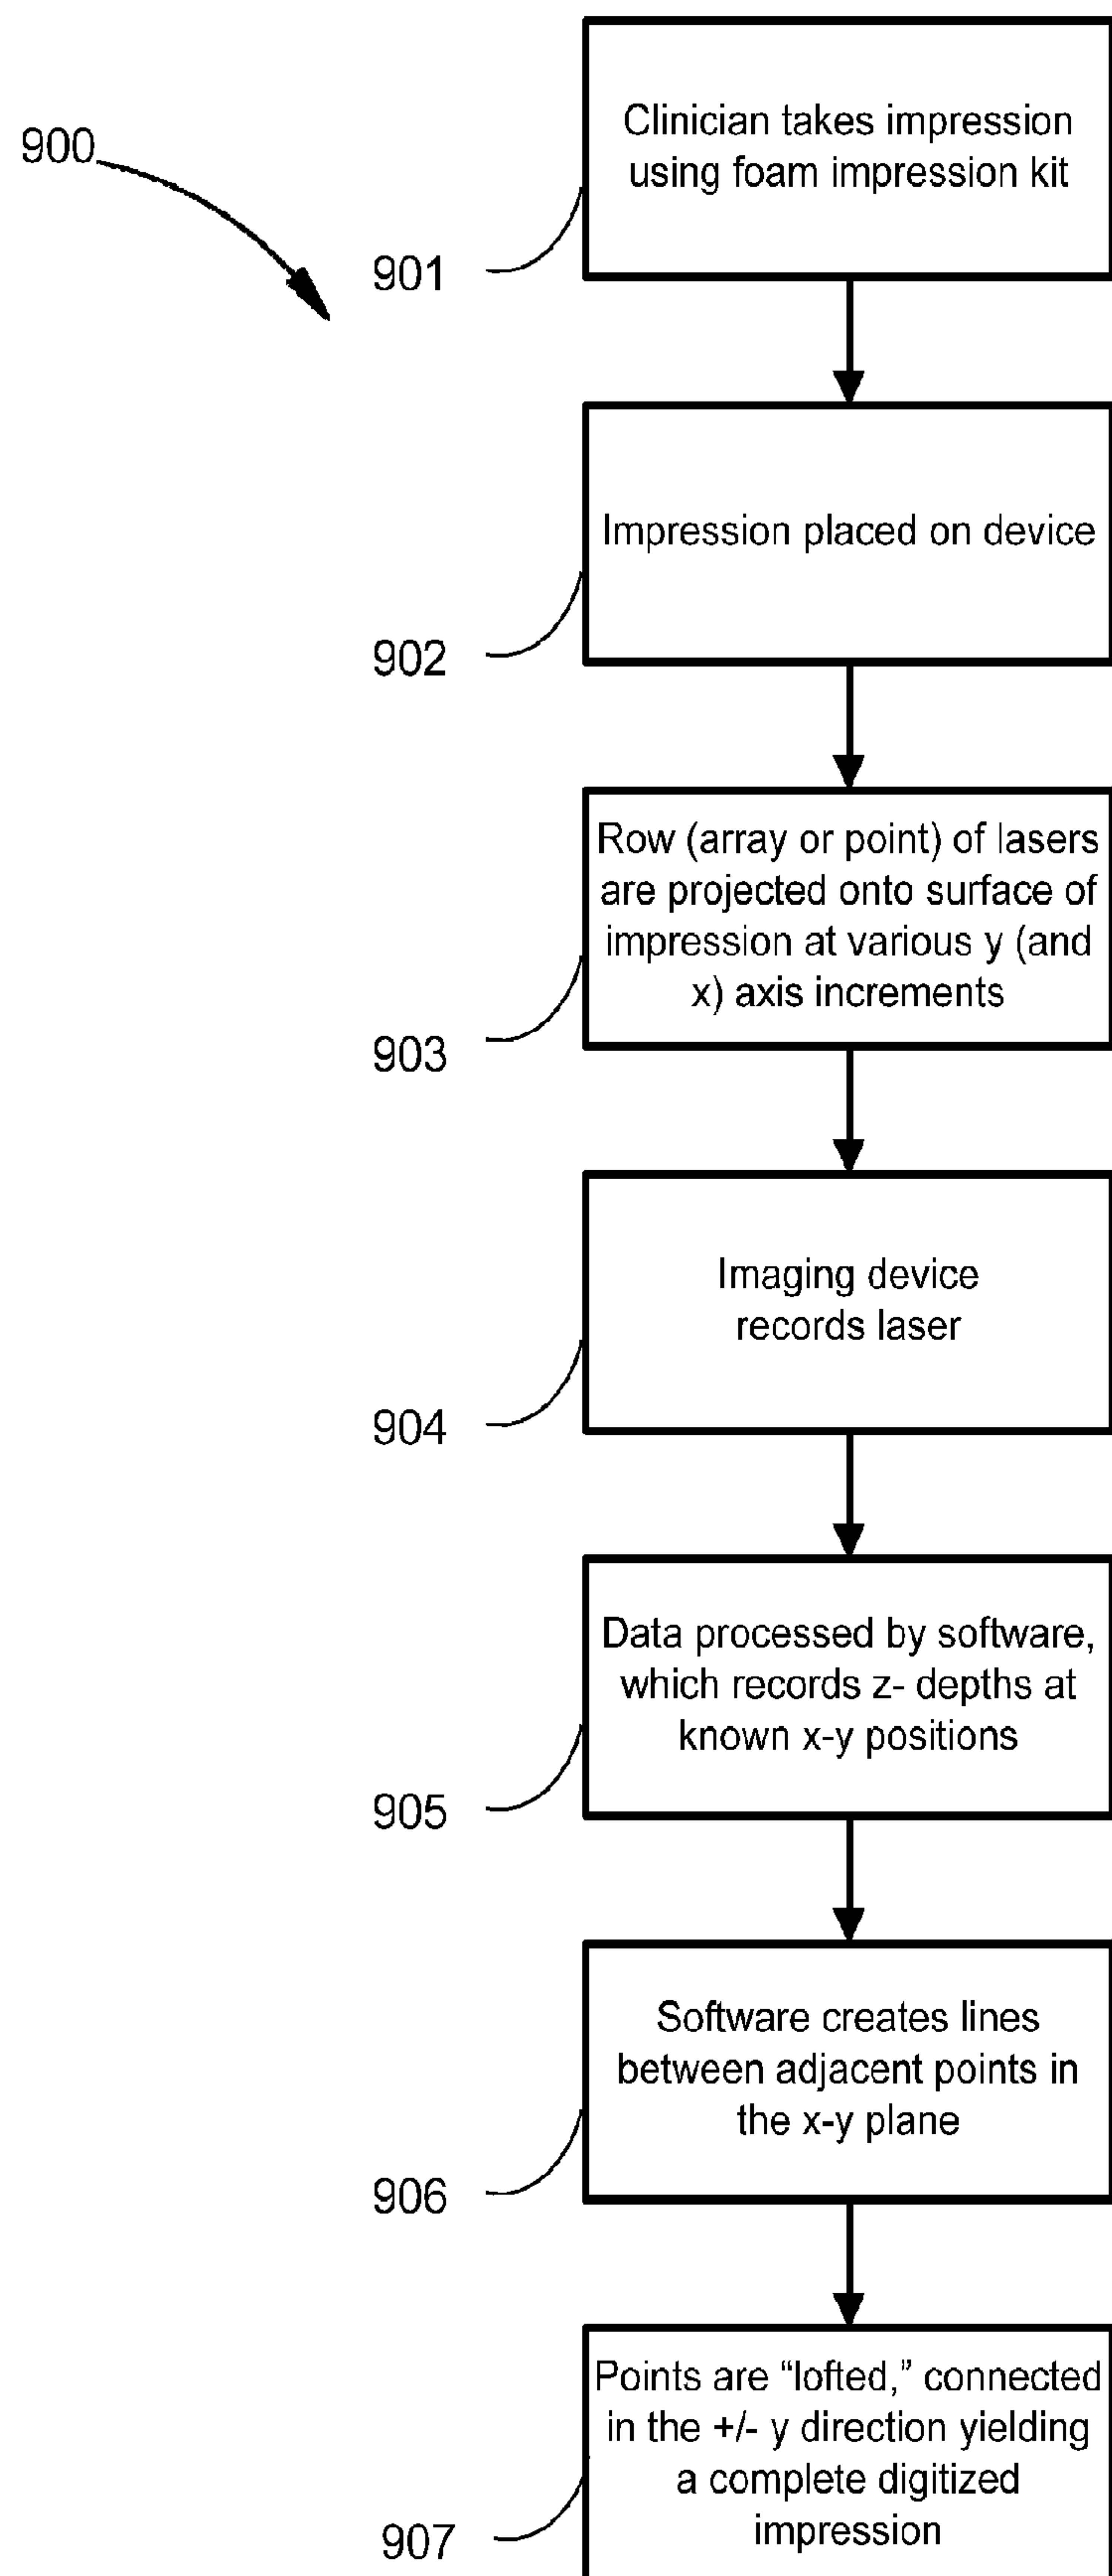 900
Clinician takes impression
using foam impression kit
901
Impression placed on device
902
Row (array or point) of lasers
are projected onto surface of
impression at various y (and
x) axis increments
903
Imaging device
records laser
904
Data processed by software,
which records z- depths at
known x-y positions
905
Software creates lines
between adjacent points in
the x-y plane
906
Points are “lofted,” connected
in the +/- y direction yielding
a complete digitized
impression
907